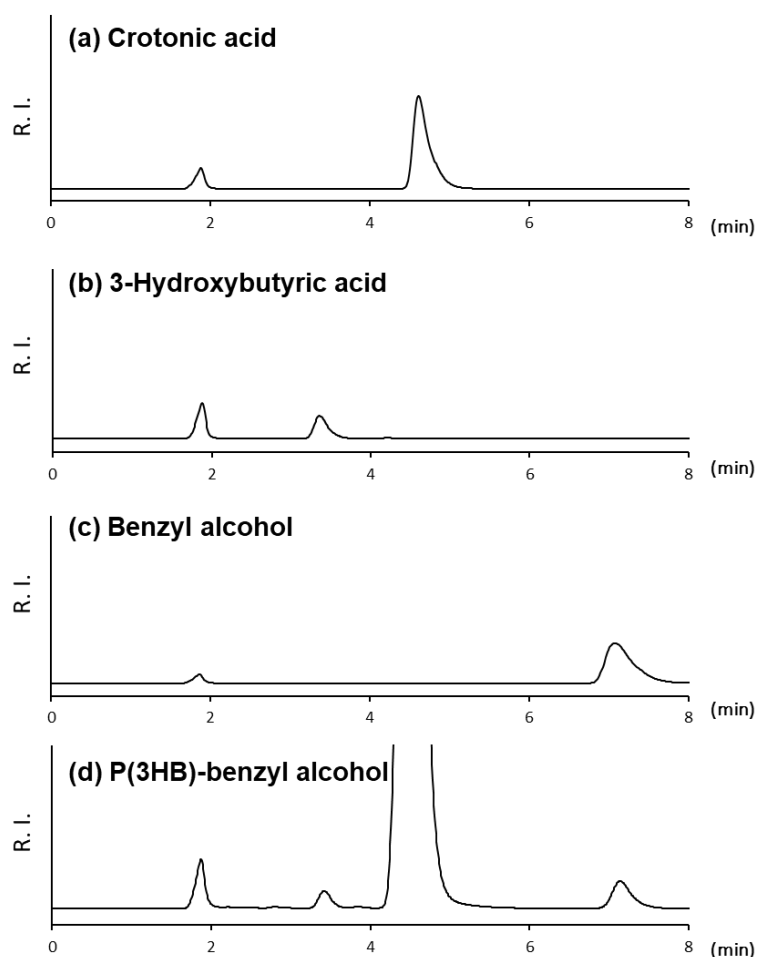 (a) Crotonic acid
R. I.
0 2 4 6 8 (min)
(b) 3-Hydroxybutyric acid
R. I.
0 2 4 6 8 (min)
(c) Benzyl alcohol
R. I.
0 2 4 6 8 (min)
(d) P(3HB)-benzyl alcohol
R. I.
0 2 4 6 8 (min)